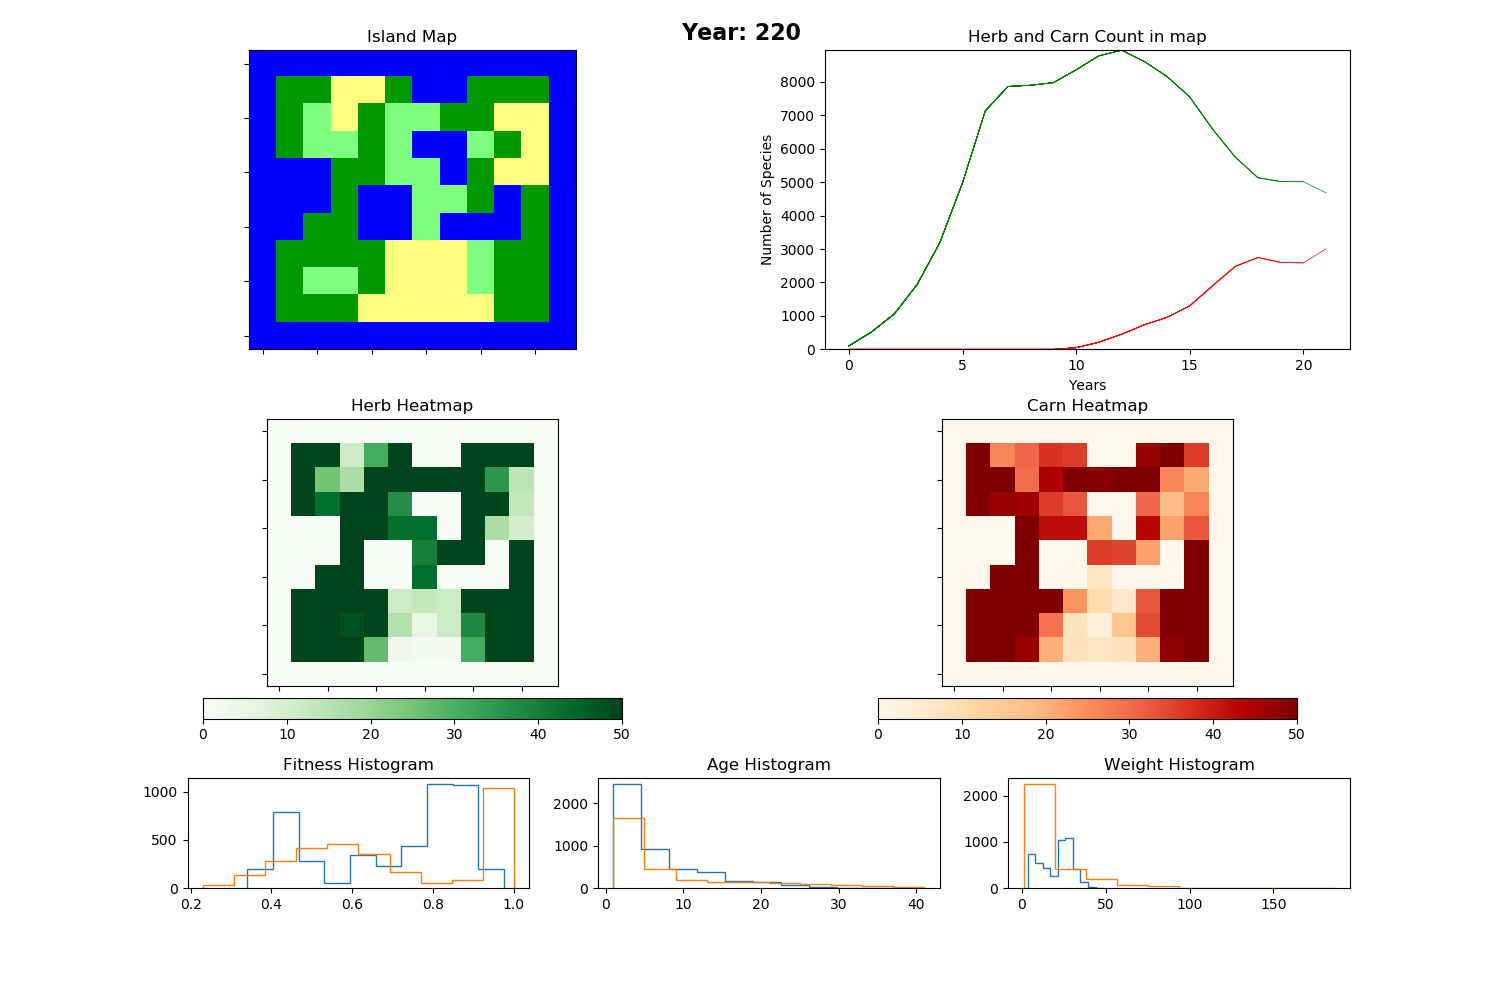 Year: 220
Island Map
Herb and Carn Count in map
Number of Species
8000
7000
6000
5000
4000
3000
2000
1000
0
0 5 10 15 20
Years
Herb Heatmap
Carn Heatmap
0 10 20 30 40 50
0 10 20 30 40 50
Fitness Histogram
1000
500
0
0.2 0.4 0.6 0.8 1.0
Age Histogram
2000
1000
0
0 10 20 30 40
Weight Histogram
2000
1000
0
0 50 100 150